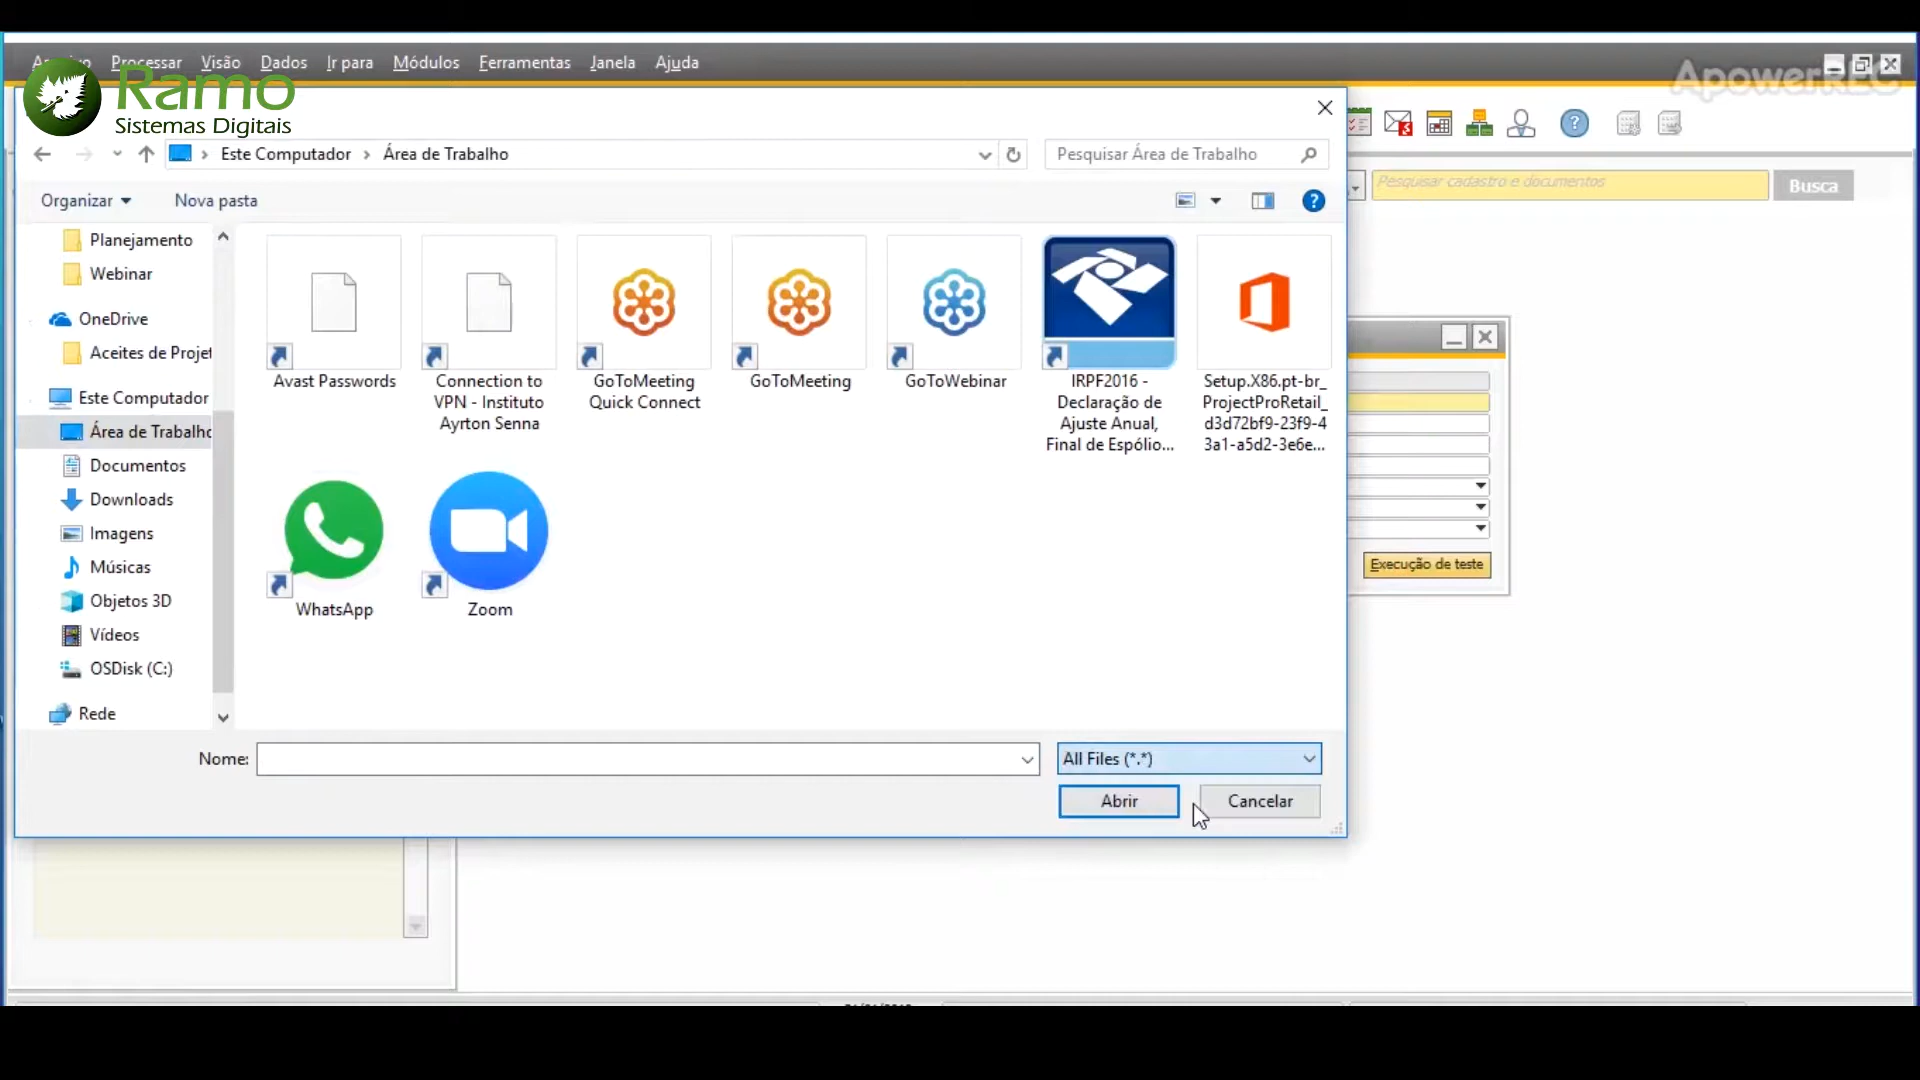 Processar Visão Dados Ir para Módulos Ferramentas Janela Ajuda
ApowerREC
Ramo
Sistemas Digitais
Este Computador > Área de Trabalho
Pesquisar Área de Trabalho
Pesquisar cadastro e documentos
Busca
Organizar
Nova pasta
Planejamento
Webinar
OneDrive
Aceites de Projet
Este Computador
Área de Trabalho
Documentos
Downloads
Imagens
Músicas
Objetos 3D
Vídeos
OSDisk (C:)
Rede
Avast Passwords
Connection to
VPN - Instituto
Ayrton Senna
GoToMeeting
Quick Connect
GoToMeeting
GoToWebinar
IRPF2016 -
Declaração de
Ajuste Anual,
Final de Espólio...
Setup.X86.pt-br_
ProjectProRetail_
d3d72bf9-23f9-4
3a1-a5d2-3e6e...
WhatsApp
Zoom
Execução de teste
Nome:
All Files (*.*)
Abrir
Cancelar